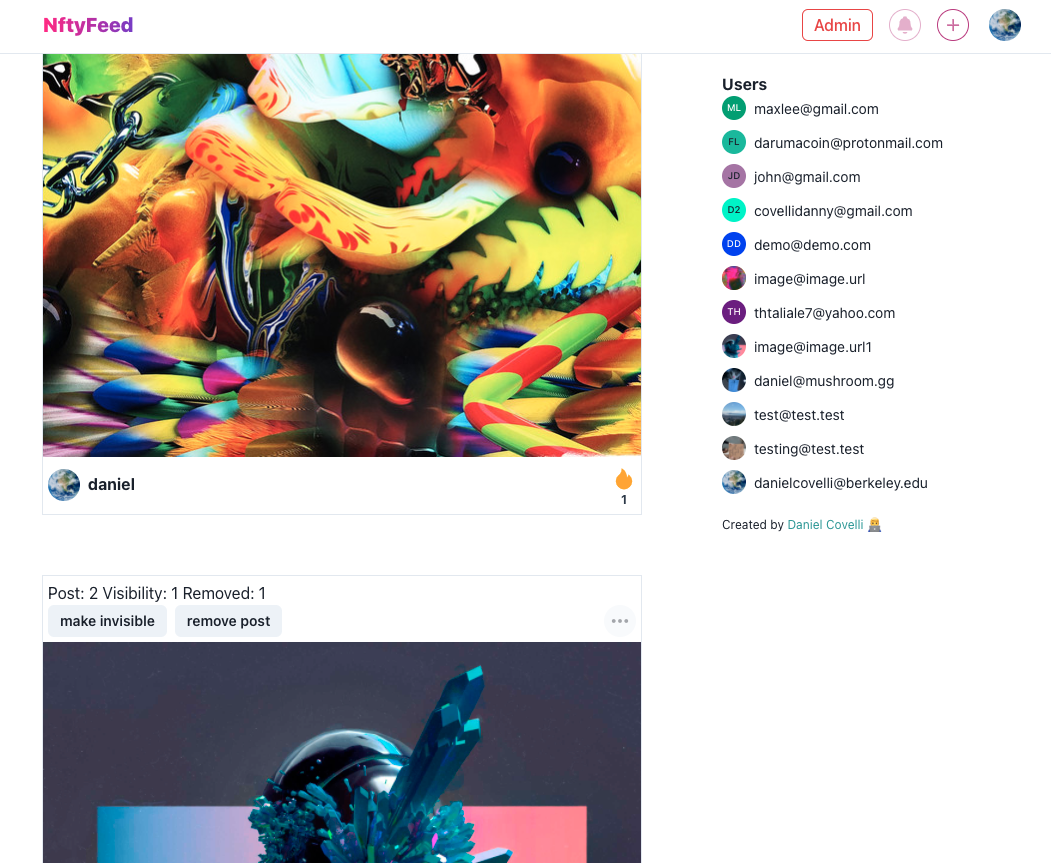 NftyFeed
Admin
daniel
1
Post: 2 Visibility: 1 Removed: 1
make invisible
remove post
Users
ML maxlee@gmail.com
FL darumacoin@protonmail.com
JD john@gmail.com
D2 covellidanny@gmail.com
DD demo@demo.com
image@image.url
TH thtaliale7@yahoo.com
image@image.url1
daniel@mushroom.gg
test@test.test
testing@test.test
danielcovelli@berkeley.edu
Created by Daniel Covelli